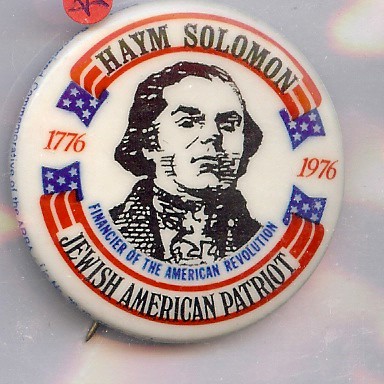 HAYM SOLOMON
1776
1976
FINANCIER OF THE AMERICAN REVOLUTION
JEWISH AMERICAN PATRIOT